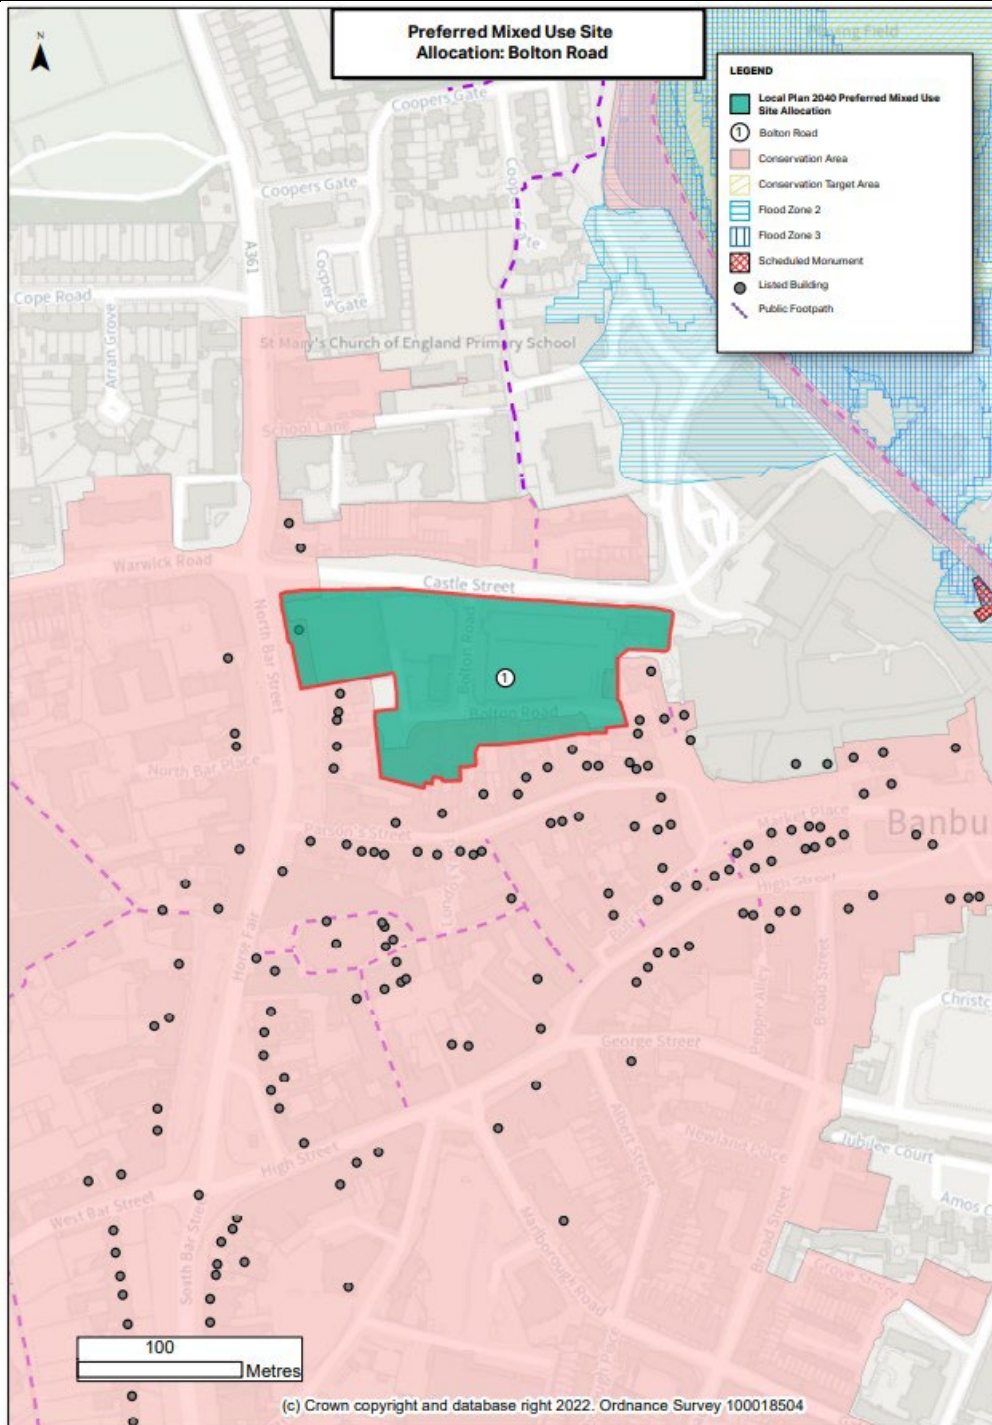 Preferred Mixed Use Site
Allocation: Bolton Road
N
LEGEND
Local Plan 2040 Preferred Mixed Use
Site Allocation
1
Bolton Road
Conservation Area
Conservation Target Area
Flood Zone 2
Flood Zone 3
Scheduled Monument
Listed Building
Public Footpath
Coopers Gate
Coopers Gate
Coopers Gate
Coopers Gate
A361
Cope Road
Arran Grove
St Mary's Church of England Primary School
School Lane
Warwick Road
Castle Street
North Bar Street
Bolton Road
1
Bolton Road
North Bar Place
Parson's Street
Market Place
Banbu
High Street
Horse Fair
Pepper Alley
Broad Street
Christc
George Street
Albert Street
Newland Place
Jubilee Court
High Street
West Bar Street
South Bar Street
Marlborough Road
Broad Street
Amos C
Grove Street
100
Metres
(c) Crown copyright and database right 2022. Ordnance Survey 100018504